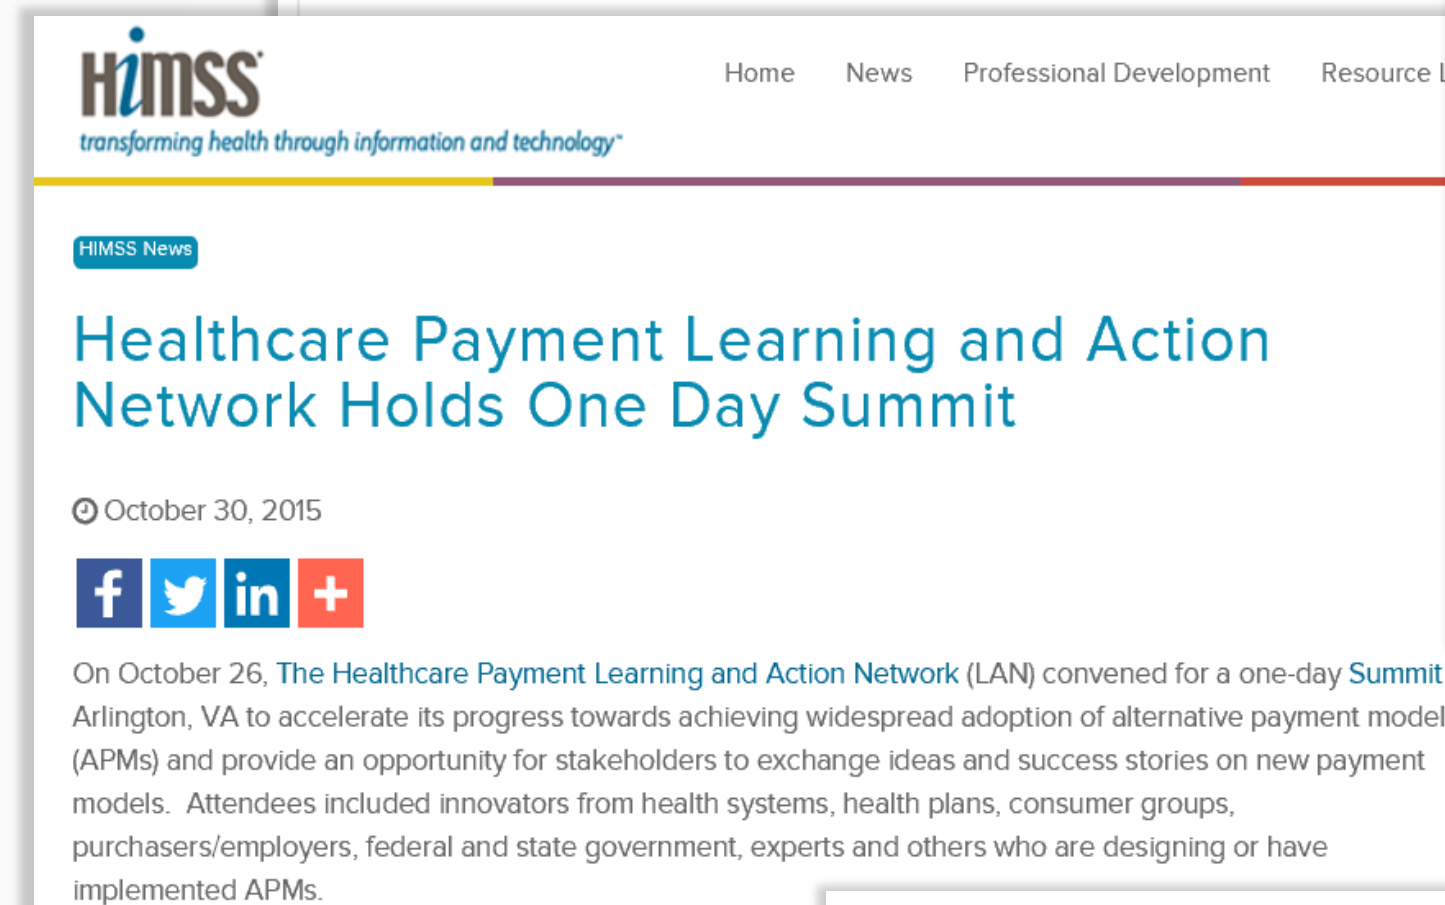 HiMSS
transforming health through information and technology™
Home News Professional Development Resource L
HIMSS News
Healthcare Payment Learning and Action
Network Holds One Day Summit
October 30, 2015
On October 26, The Healthcare Payment Learning and Action Network (LAN) convened for a one-day Summit
Arlington, VA to accelerate its progress towards achieving widespread adoption of alternative payment model
(APMs) and provide an opportunity for stakeholders to exchange ideas and success stories on new payment
models.  Attendees included innovators from health systems, health plans, consumer groups,
purchasers/employers, federal and state government, experts and others who are designing or have
implemented APMs.